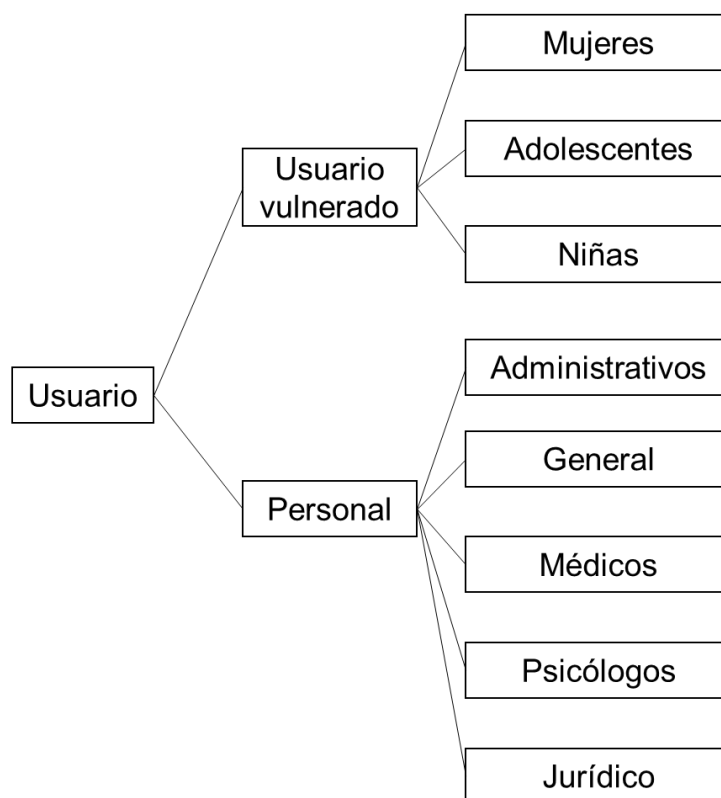 Mujeres
Adolescentes
Niñas
Usuario
vulnerado
Usuario
Administrativos
General
Médicos
Psicólogos
Jurídico
Personal